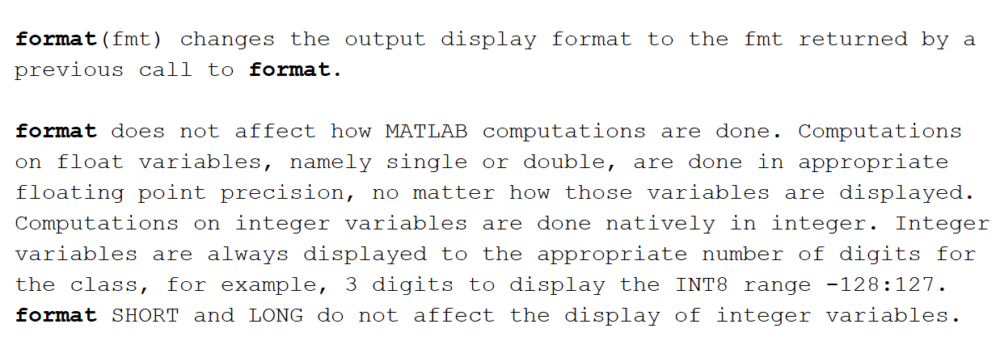 format(fmt) changes the output display format to the fmt returned by a
previous call to format.
format does not affect how MATLAB computations are done. Computations
on float variables, namely single or double, are done in appropriate
floating point precision, no matter how those variables are displayed.
Computations on integer variables are done natively in integer. Integer
variables are always displayed to the appropriate number of digits for
the class, for example, 3 digits to display the INT8 range -128:127.
format SHORT and LONG do not affect the display of integer variables.